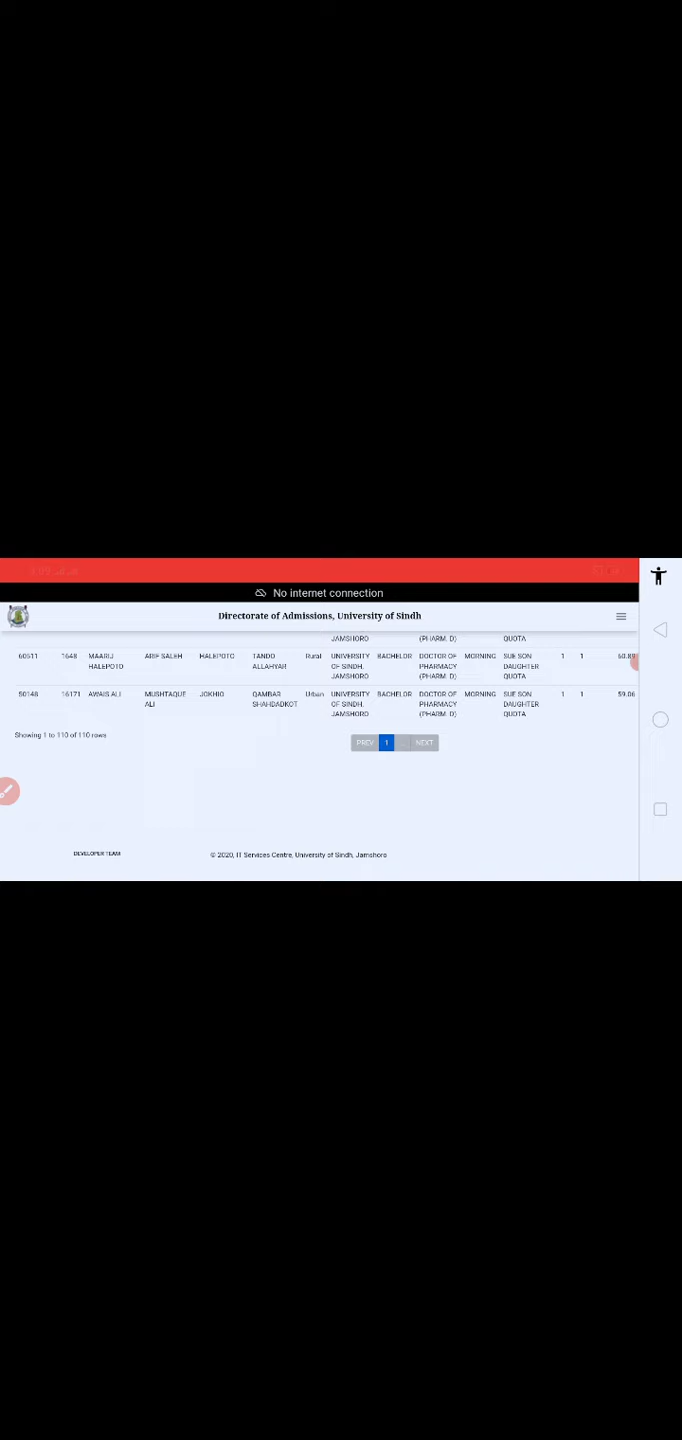 No internet connection
Directorate of Admissions, University of Sindh
JAMSHORO (PHARM. D) QUOTA
60511 1648 MAARIJ ARIF SALEH HALEPOTO TANDO Rural UNIVERSITY BACHELOR DOCTOR OF MORNING SUE SON 1 1 60.89
HALEPOTO ALLAHYAR OF SINDH, PHARMACY DAUGHTER
JAMSHORO (PHARM. D) QUOTA
50148 16171 AWAIS ALI MUSHTAQUE JOKHIO QAMBAR Urban UNIVERSITY BACHELOR DOCTOR OF MORNING SUE SON 1 1 59.06
ALI SHAHDADKOT OF SINDH, PHARMACY DAUGHTER
JAMSHORO (PHARM. D) QUOTA
Showing 1 to 110 of 110 rows
PREV 1 ... NEXT
DEVELOPER TEAM
© 2020, IT Services Centre, University of Sindh, Jamshoro